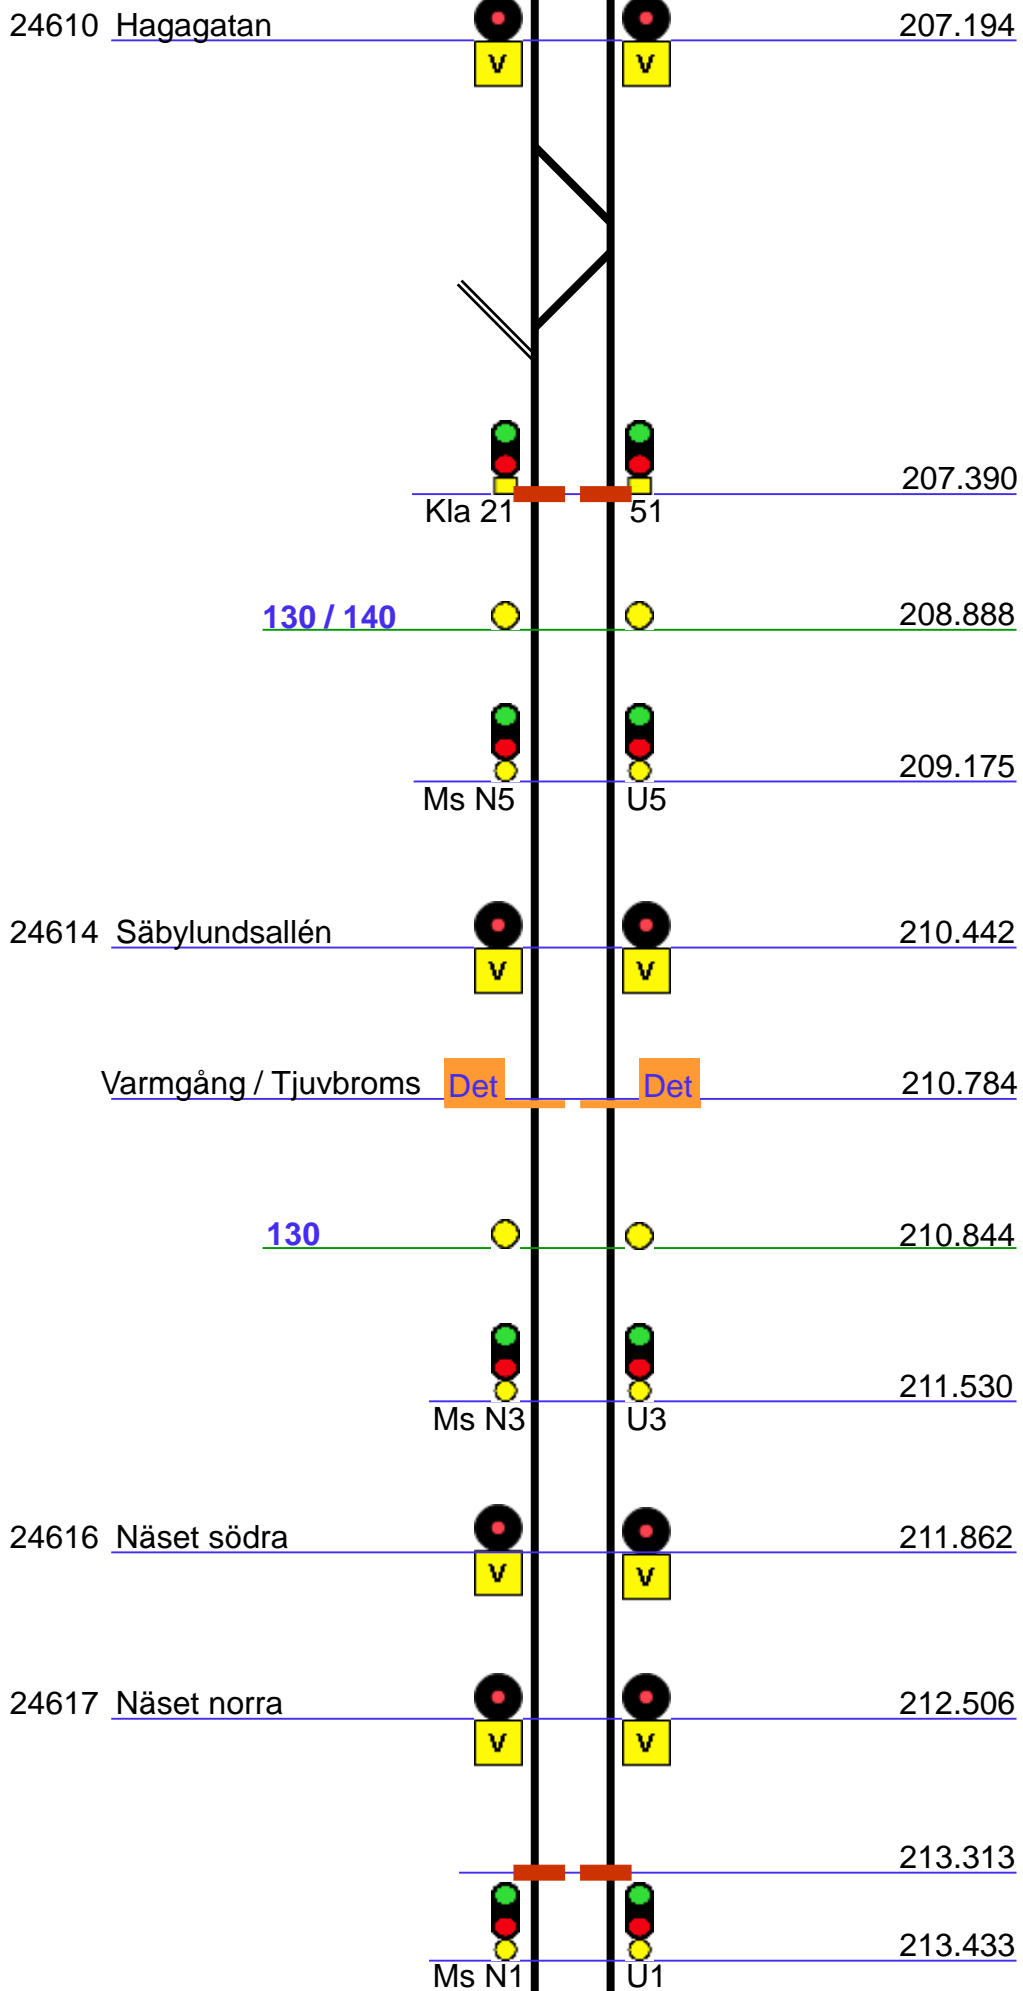 24610 Hagagatan 207.194
V V
207.390
Kla 21 51
130 / 140 208.888
209.175
Ms N5 U5
24614 Säbylundsallén 210.442
V V
Varmgång / Tjuvbroms Det Det 210.784
130 210.844
211.530
Ms N3 U3
24616 Näset södra 211.862
V V
24617 Näset norra 212.506
V V
213.313
213.433
Ms N1 U1